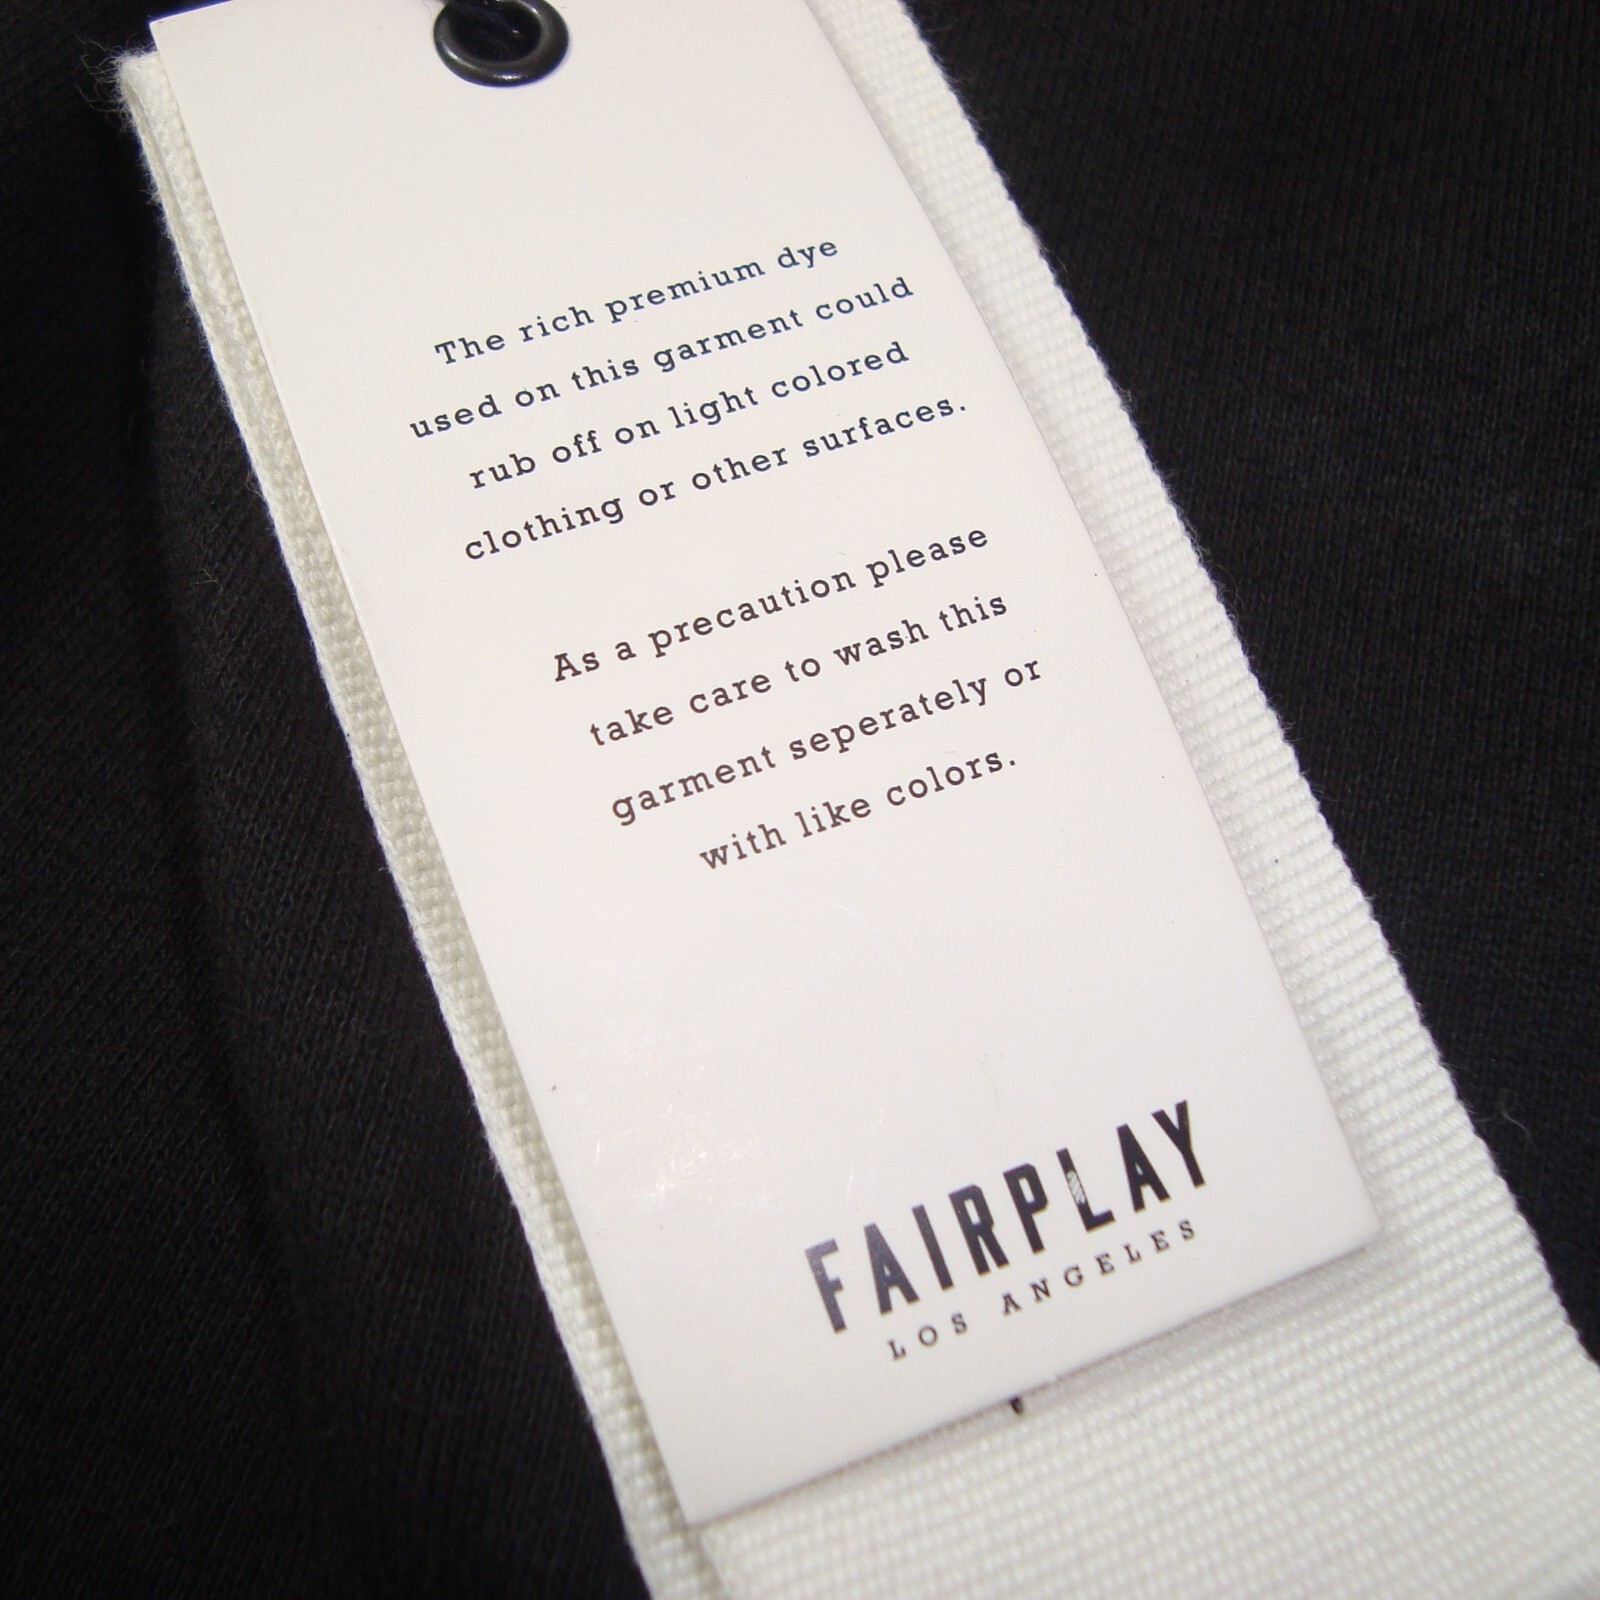 The rich premium dye
used on this garment could
rub off on light colored
clothing or other surfaces.
As a precaution please
take care to wash this
garment seperately or
with like colors.
FAIRPLAY
LOS ANGELES